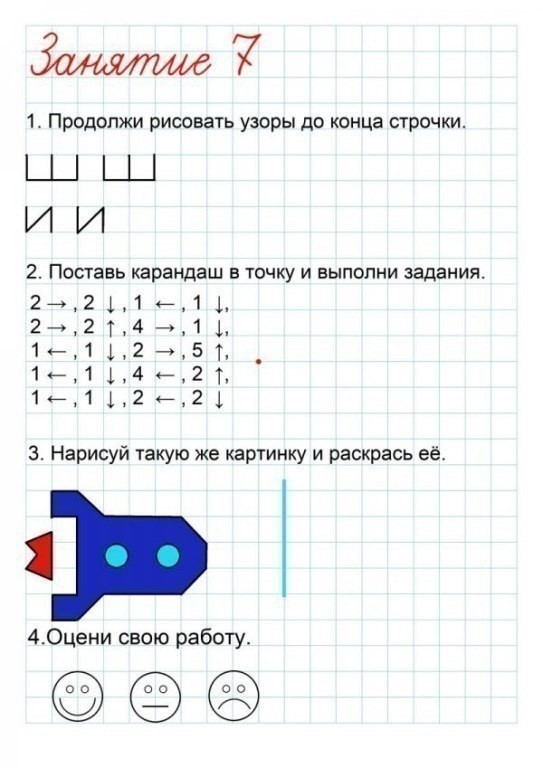 Занятие 7
1. Продолжи рисовать узоры до конца строчки.
2. Поставь карандаш в точку и выполни задания.
2 → , 2 ↓ , 1 ← , 1 ↓,
2 → , 2 ↑ , 4 → , 1 ↓,
1 ← , 1 ↓ , 2 → , 5 ↑,
1 ← , 1 ↓ , 4 ← , 2 ↑,
1 ← , 1 ↓ , 2 ← , 2 ↓
3. Нарисуй такую же картинку и раскрась её.
4.Оцени свою работу.